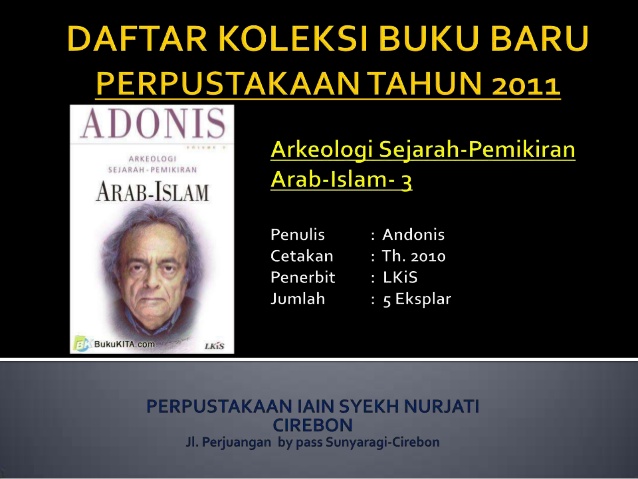 DAFTAR KOLEKSI BUKU BARU
PERPUSTAKAAN TAHUN 2011
ADONIS
ARKEOLOGI
SEJARAH-PEMIKIRAN
ARAB-ISLAM
BukuKITA.com
LKiS
Arkeologi Sejarah-Pemikiran
Arab-Islam- 3
Penulis : Andonis
Cetakan : Th. 2010
Penerbit : LKiS
Jumlah : 5 Eksplar
PERPUSTAKAAN IAIN SYEKH NURJATI
CIREBON
Jl. Perjuangan by pass Sunyaragi-Cirebon